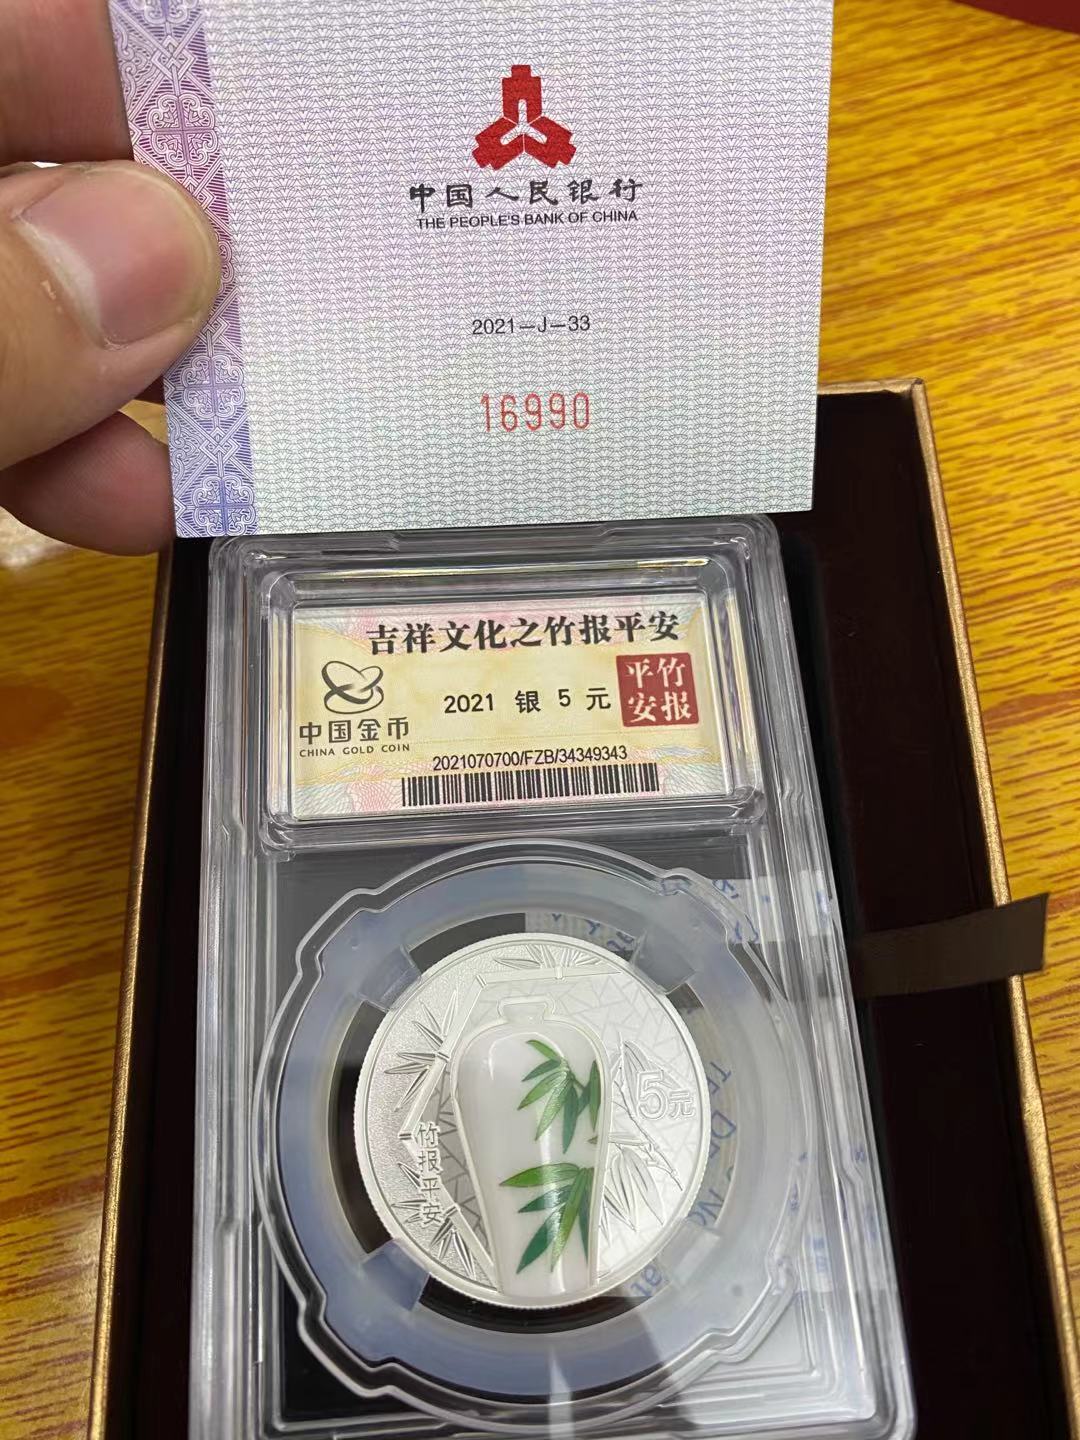 中国人民银行
THE PEOPLE'S BANK OF CHINA
2021-J-33
16990
吉祥文化之竹报平安
中国金币
CHINA GOLD COIN
2021 银 5 元
竹报
平安
2021070700/FZB/34349343
5元
竹报平安